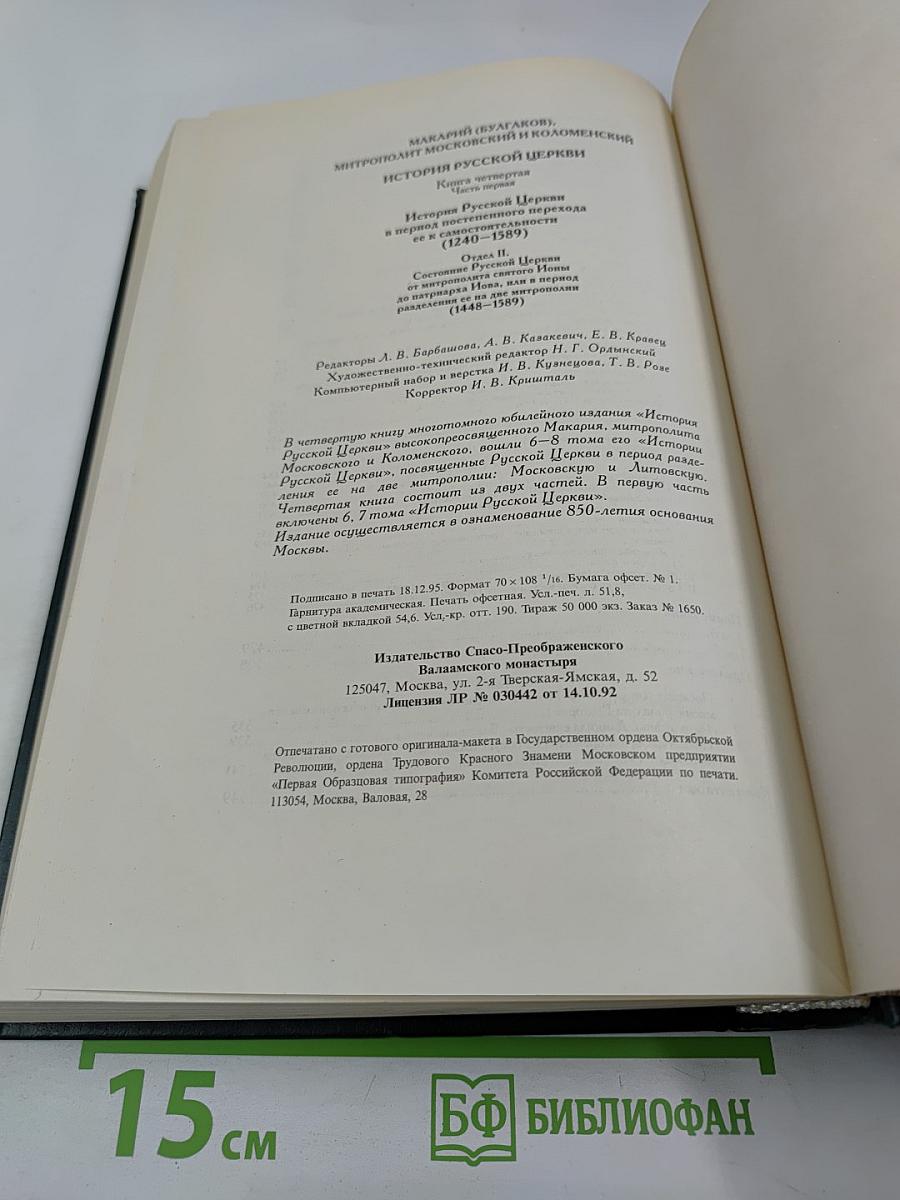 МАКАРИЙ (БУЛГАКОВ),
МИТРОПОЛИТ МОСКОВСКИЙ И КОЛОМЕНСКИЙ
ИСТОРИЯ РУССКОЙ ЦЕРКВИ
Книга четвертая
Часть первая
История Русской Церкви
в период постепенного перехода
ее к самостоятельности
(1240—1589)
Отдел II.
Состояние Русской Церкви
от митрополита святого Ионы
до патриарха Иова, или в период
разделения ее на две митрополии
(1448—1589)
Редакторы Л. В. Барбашова, А. В. Казакевич, Е. В. Кравец
Художественно-технический редактор Н. Г. Ордынский
Компьютерный набор и верстка И. В. Кузнецова, Т. В. Розе
Корректор И. В. Кришталь
В четвертую книгу многотомного юбилейного издания «История
Русской Церкви» высокопреосвященного Макария, митрополита
Московского и Коломенского, вошли 6—8 тома его «Истории
Русской Церкви», посвященные Русской Церкви в период разде-
ления ее на две митрополии: Московскую и Литовскую.
Четвертая книга состоит из двух частей. В первую часть
включены 6, 7 тома «Истории Русской Церкви».
Издание осуществляется в ознаменование 850-летия основания
Москвы.
Подписано в печать 18.12.95. Формат 70 × 108 1/16. Бумага офсет. № 1.
Гарнитура академическая. Печать офсетная. Усл.-печ. л. 51,8,
с цветной вкладкой 54,6. Усл.-кр. отт. 190. Тираж 50 000 экз. Заказ № 1650.
Издательство Спасо-Преображенского
Валаамского монастыря
125047, Москва, ул. 2-я Тверская-Ямская, д. 52
Лицензия ЛР № 030442 от 14.10.92
Отпечатано с готового оригинала-макета в Государственном ордена Октябрьской
Революции, ордена Трудового Красного Знамени Московском предприятии
«Первая Образцовая типография» Комитета Российской Федерации по печати.
113054, Москва, Валовая, 28
15 см
БФ БИБЛИОФАН